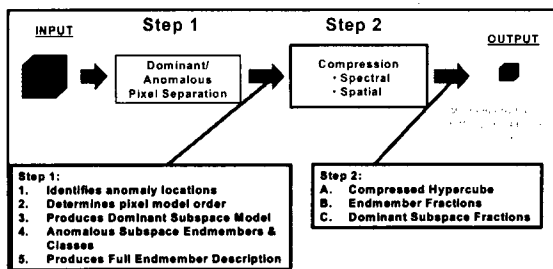 Step 1
Step 2
INPUT
OUTPUT
Dominant/
Anomalous
Pixel Separation
Compression
• Spectral
• Spatial
Step 1:
1. Identifies anomaly locations
2. Determines pixel model order
3. Produces Dominant Subspace Model
4. Anomalous Subspace Endmembers &
Classes
5. Produces Full Endmember Description
Step 2:
A. Compressed Hypercube
B. Endmember Fractions
C. Dominant Subspace Fractions